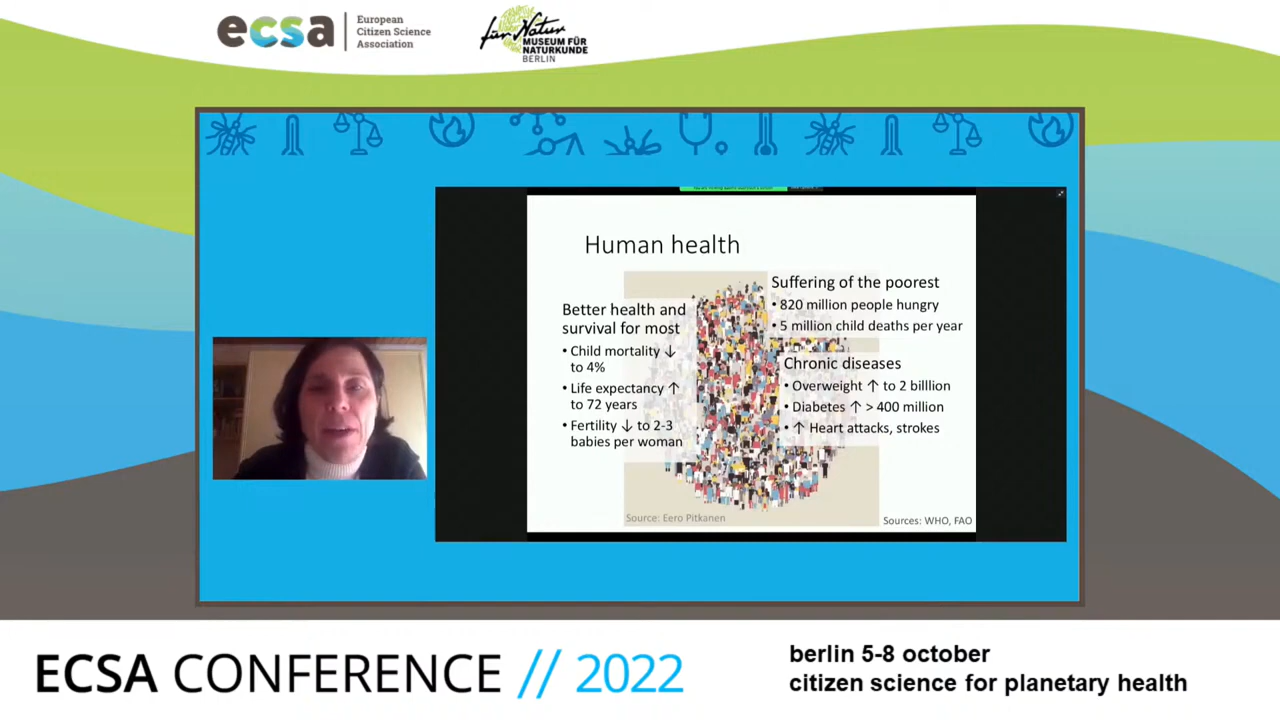 ecsa
European
Citizen Science
Association
für Natur
MUSEUM FÜR
NATURKUNDE
BERLIN
Human health
Better health and
survival for most
• Child mortality ↓
to 4%
• Life expectancy ↑
to 72 years
• Fertility ↓ to 2-3
babies per woman
Suffering of the poorest
• 820 million people hungry
• 5 million child deaths per year
Chronic diseases
• Overweight ↑ to 2 billlion
• Diabetes ↑ > 400 million
• ↑ Heart attacks, strokes
Source: Eero Pitkanen
Sources: WHO, FAO
ECSA CONFERENCE // 2022
berlin 5-8 october
citizen science for planetary health